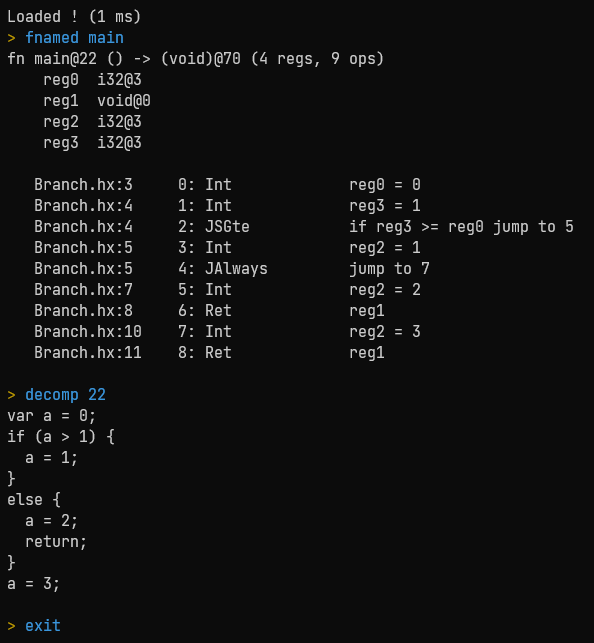 Loaded ! (1 ms)
> fnamed main
fn main@22 () -> (void)@70 (4 regs, 9 ops)
    reg0  i32@3
    reg1  void@0
    reg2  i32@3
    reg3  i32@3

   Branch.hx:3     0: Int             reg0 = 0
   Branch.hx:4     1: Int             reg3 = 1
   Branch.hx:4     2: JSGte           if reg3 >= reg0 jump to 5
   Branch.hx:5     3: Int             reg2 = 1
   Branch.hx:5     4: JAlways         jump to 7
   Branch.hx:7     5: Int             reg2 = 2
   Branch.hx:8     6: Ret             reg1
   Branch.hx:10    7: Int             reg2 = 3
   Branch.hx:11    8: Ret             reg1

> decomp 22
var a = 0;
if (a > 1) {
  a = 1;
}
else {
  a = 2;
  return;
}
a = 3;

> exit